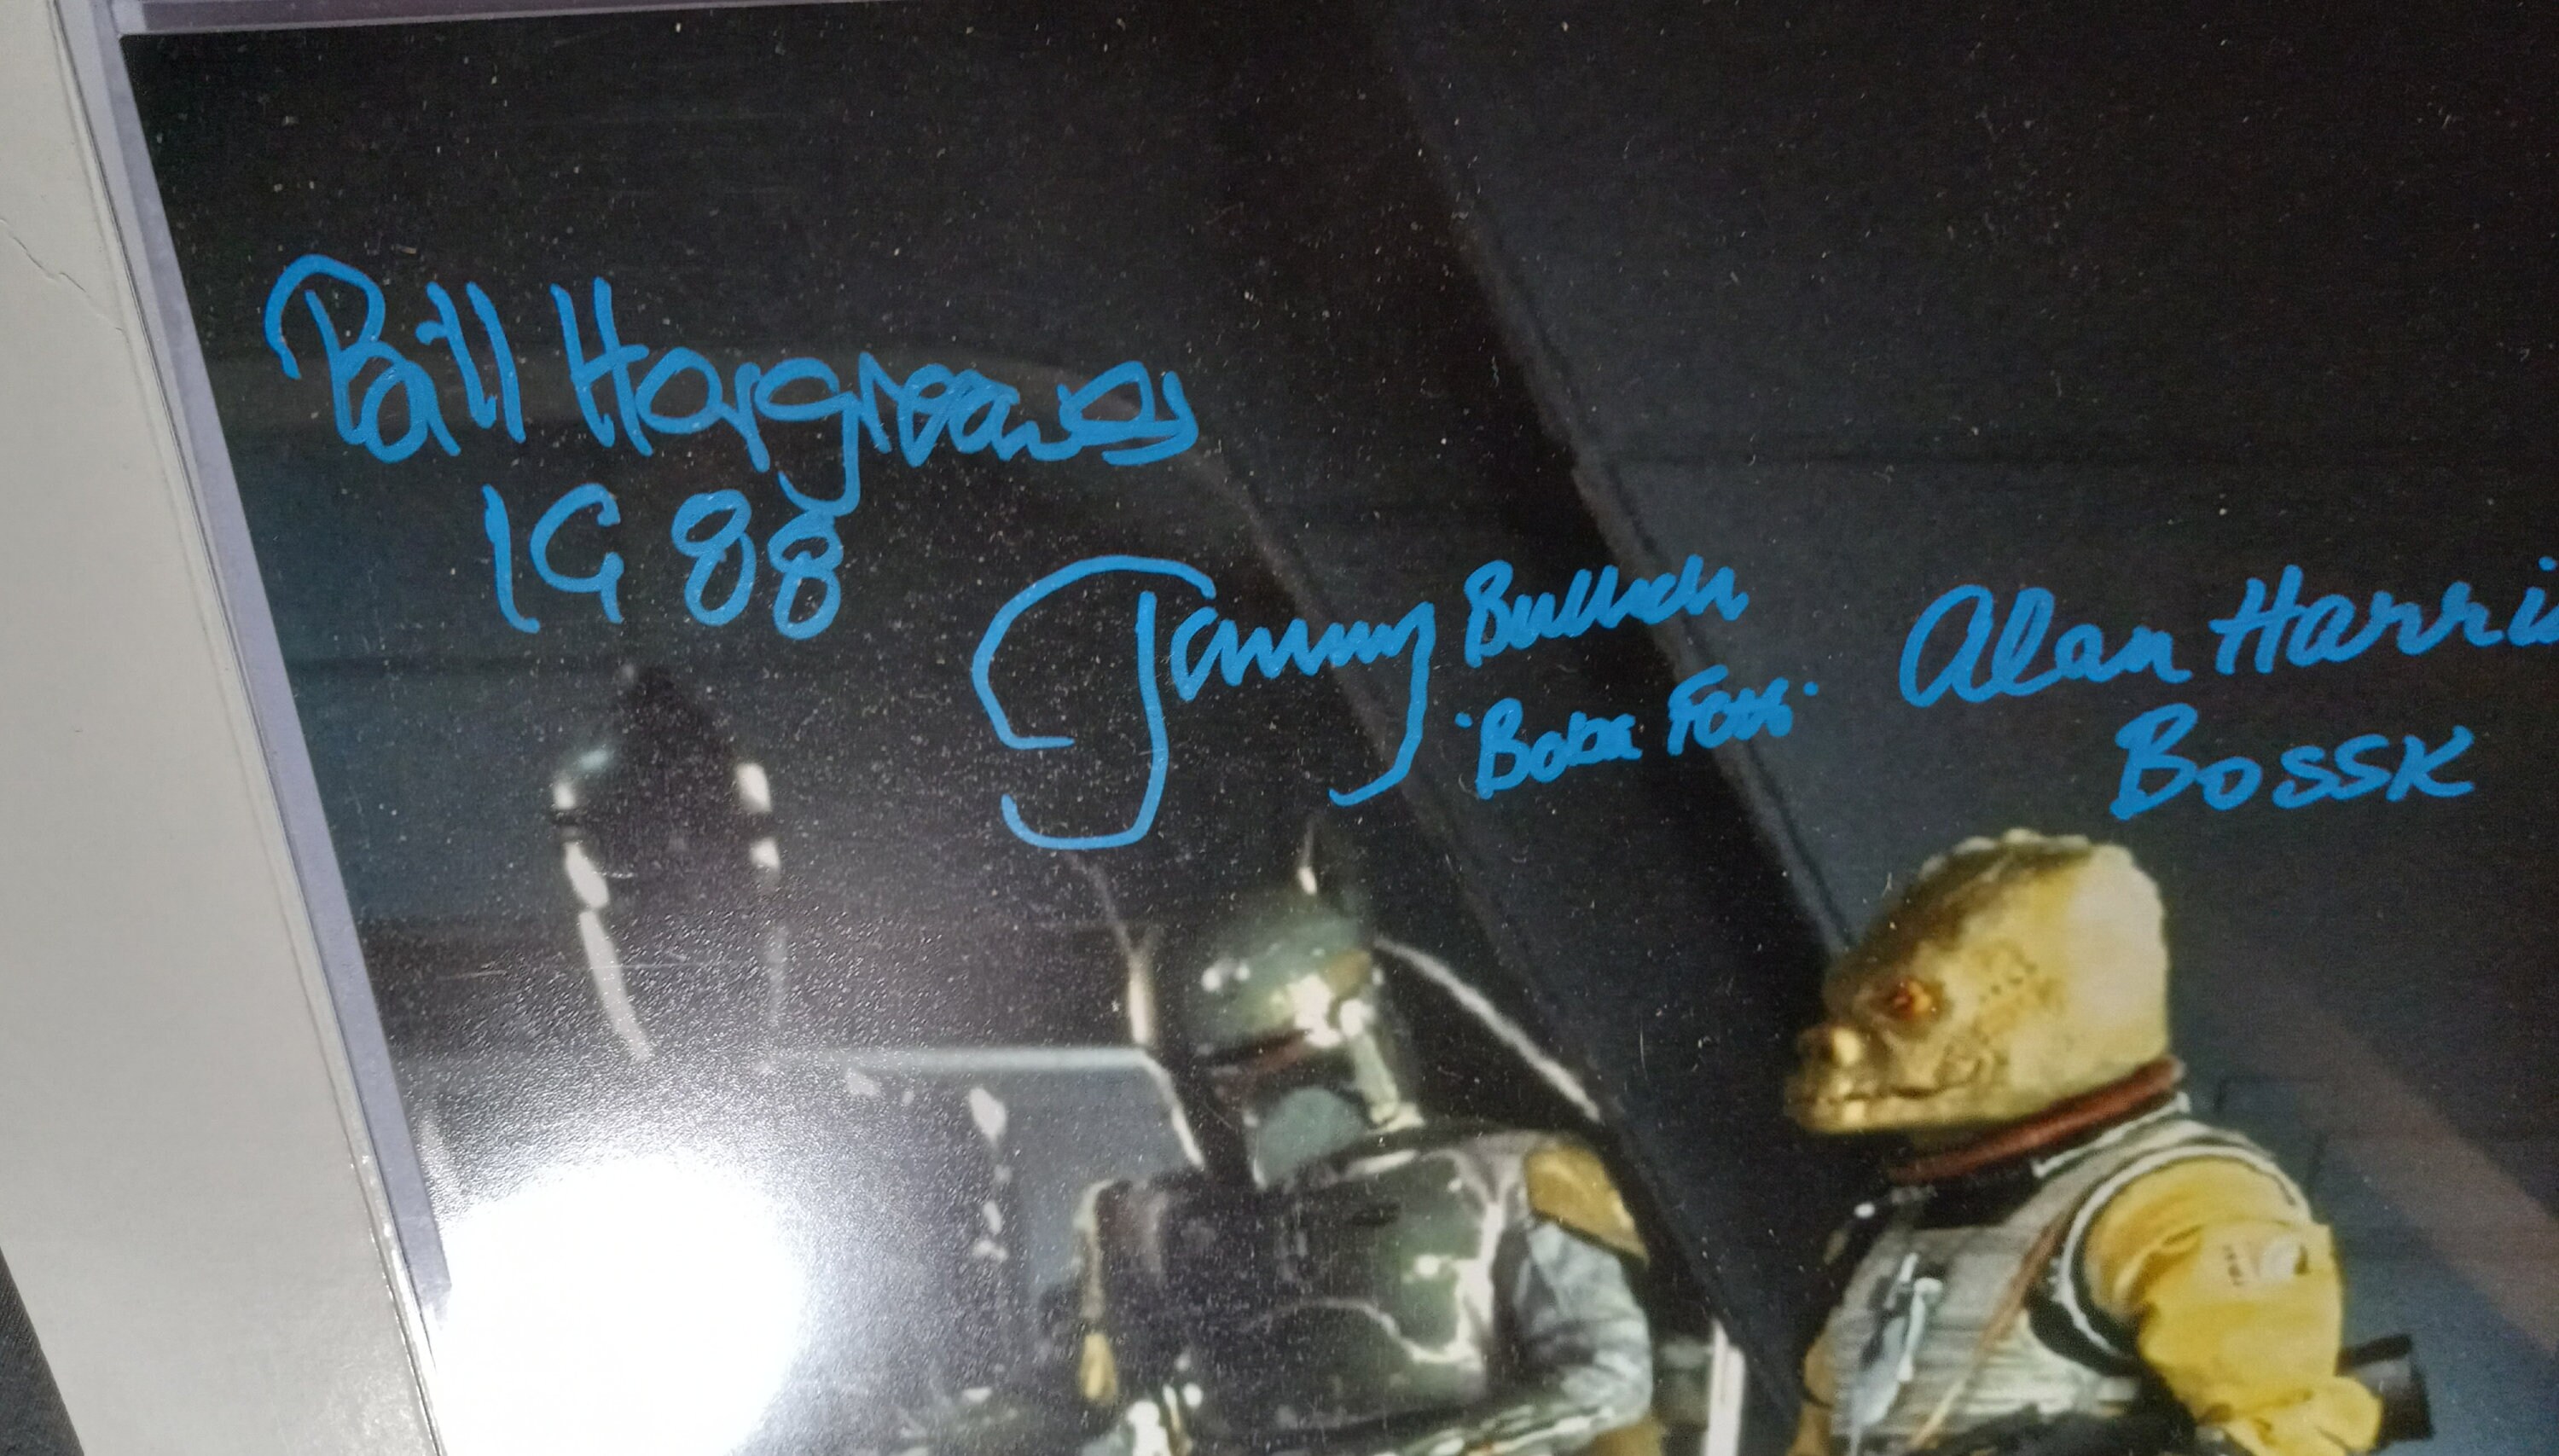 Bill Hargreaves
IG 88
Jeremy Bulloch
"Boba Fett"
Alan Harri
BOSSK